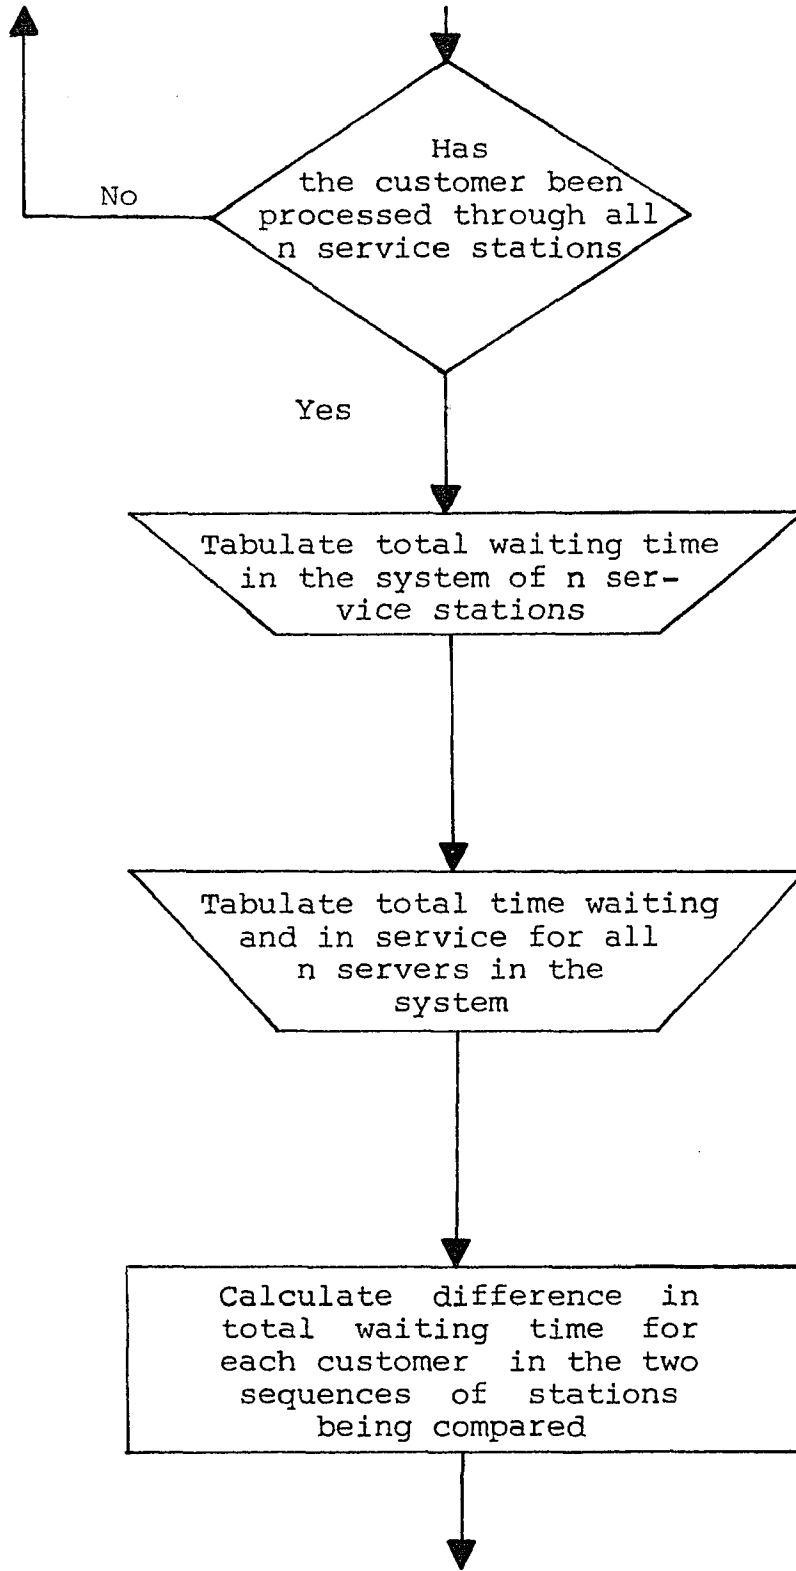 Has
the customer been
No
processed through all
n service stations
Yes
Tabulate total waiting time
in the system of n ser-
vice stations
Tabulate total time waiting
and in service for all
n servers in the
system
Calculate difference in
total waiting time for
each customer in the two
sequences of stations
being compared